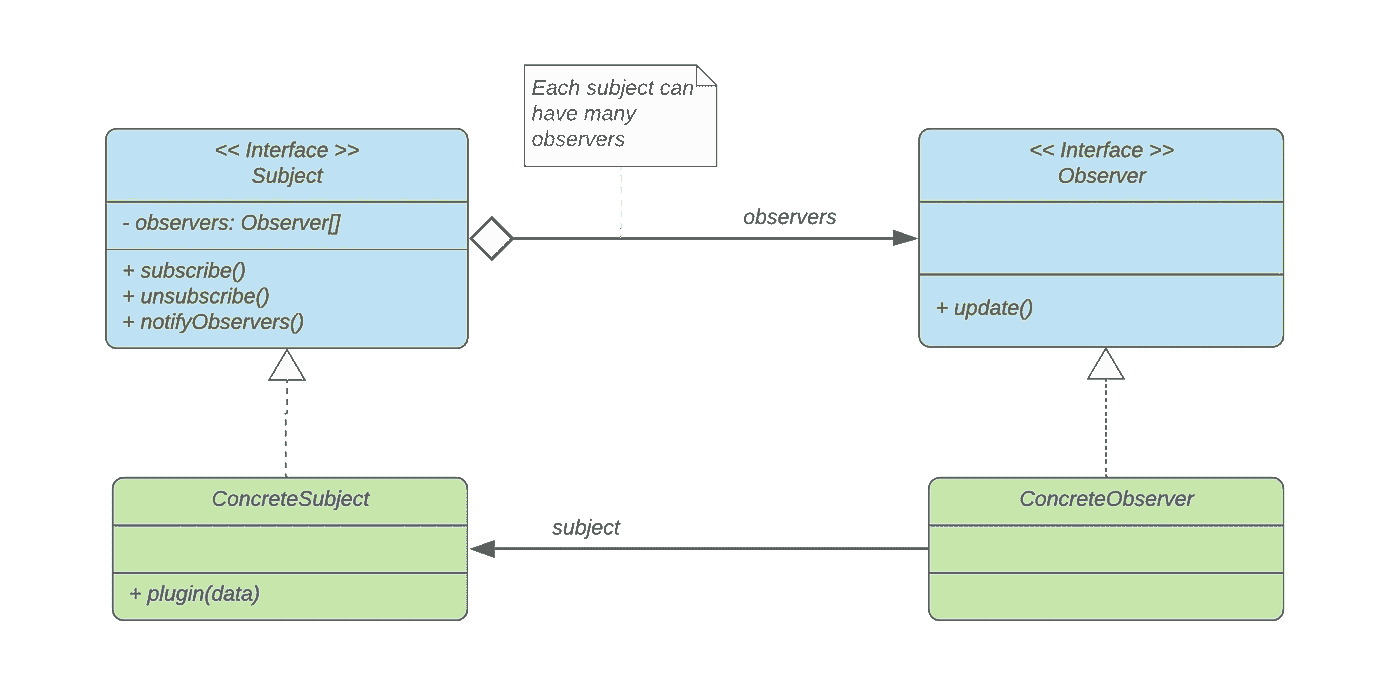 Each subject can
have many
observers
<< Interface >>
Subject
- observers: Observer[]
+ subscribe()
+ unsubscribe()
+ notifyObservers()
observers
<< Interface >>
Observer
+ update()
ConcreteSubject
+ plugin(data)
subject
ConcreteObserver